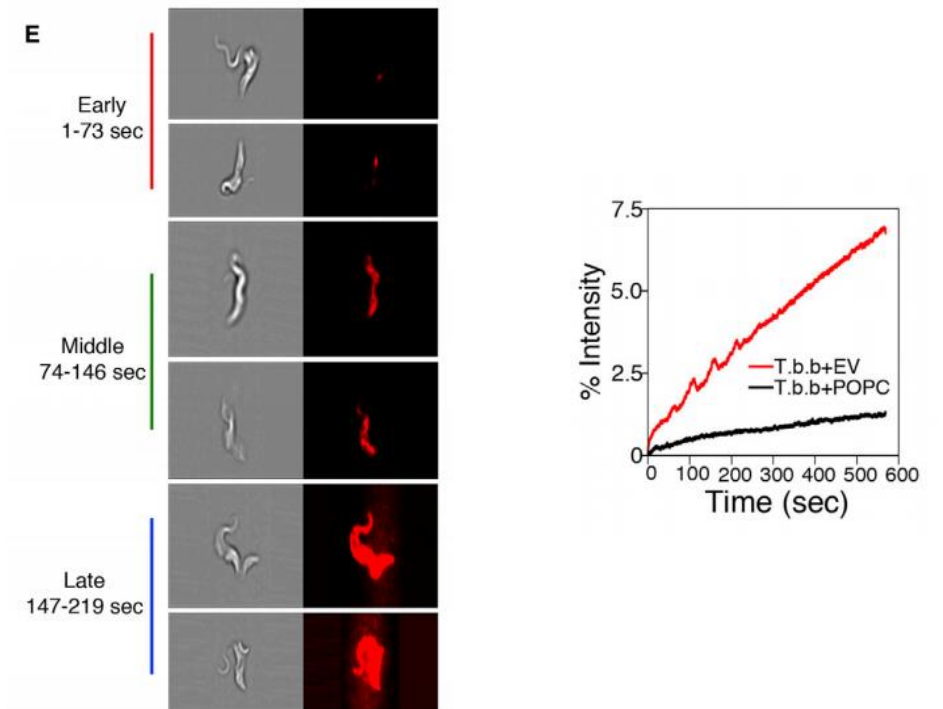 E
Early
1-73 sec
Middle
74-146 sec
Late
147-219 sec
7.5
5.0
2.5
0
% Intensity
T.b.b+EV
T.b.b+POPC
0 100 200 300 400 500 600
Time (sec)